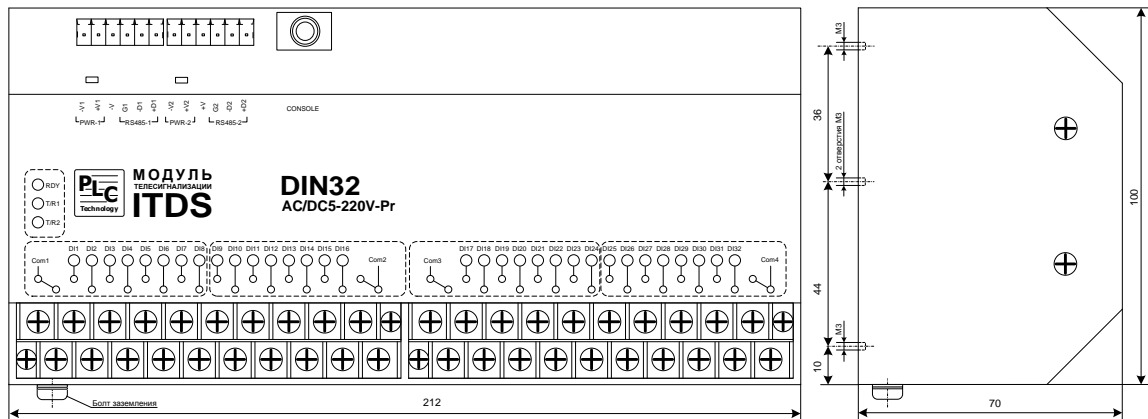 -V1 +V1 -V G1 -D1 +D1 -V2 +V2 +V G2 -D2 +D2
PWR-1 RS485-1 PWR-2 RS485-2
CONSOLE
RDY
T/R1
T/R2
PLC
Technology
МОДУЛЬ
ТЕЛЕСИГНАЛИЗАЦИИ
ITDS
DIN32
AC/DC5-220V-Pr
DI1 DI2 DI3 DI4 DI5 DI6 DI7 DI8 DI9 DI10 DI11 DI12 DI13 DI14 DI15 DI16
Com1 Com2
DI17 DI18 DI19 DI20 DI21 DI22 DI23 DI24 DI25 DI26 DI27 DI28 DI29 DI30 DI31 DI32
Com3 Com4
Болт заземления
212
М3
36
2 отверстия М3
44
М3
10
100
70